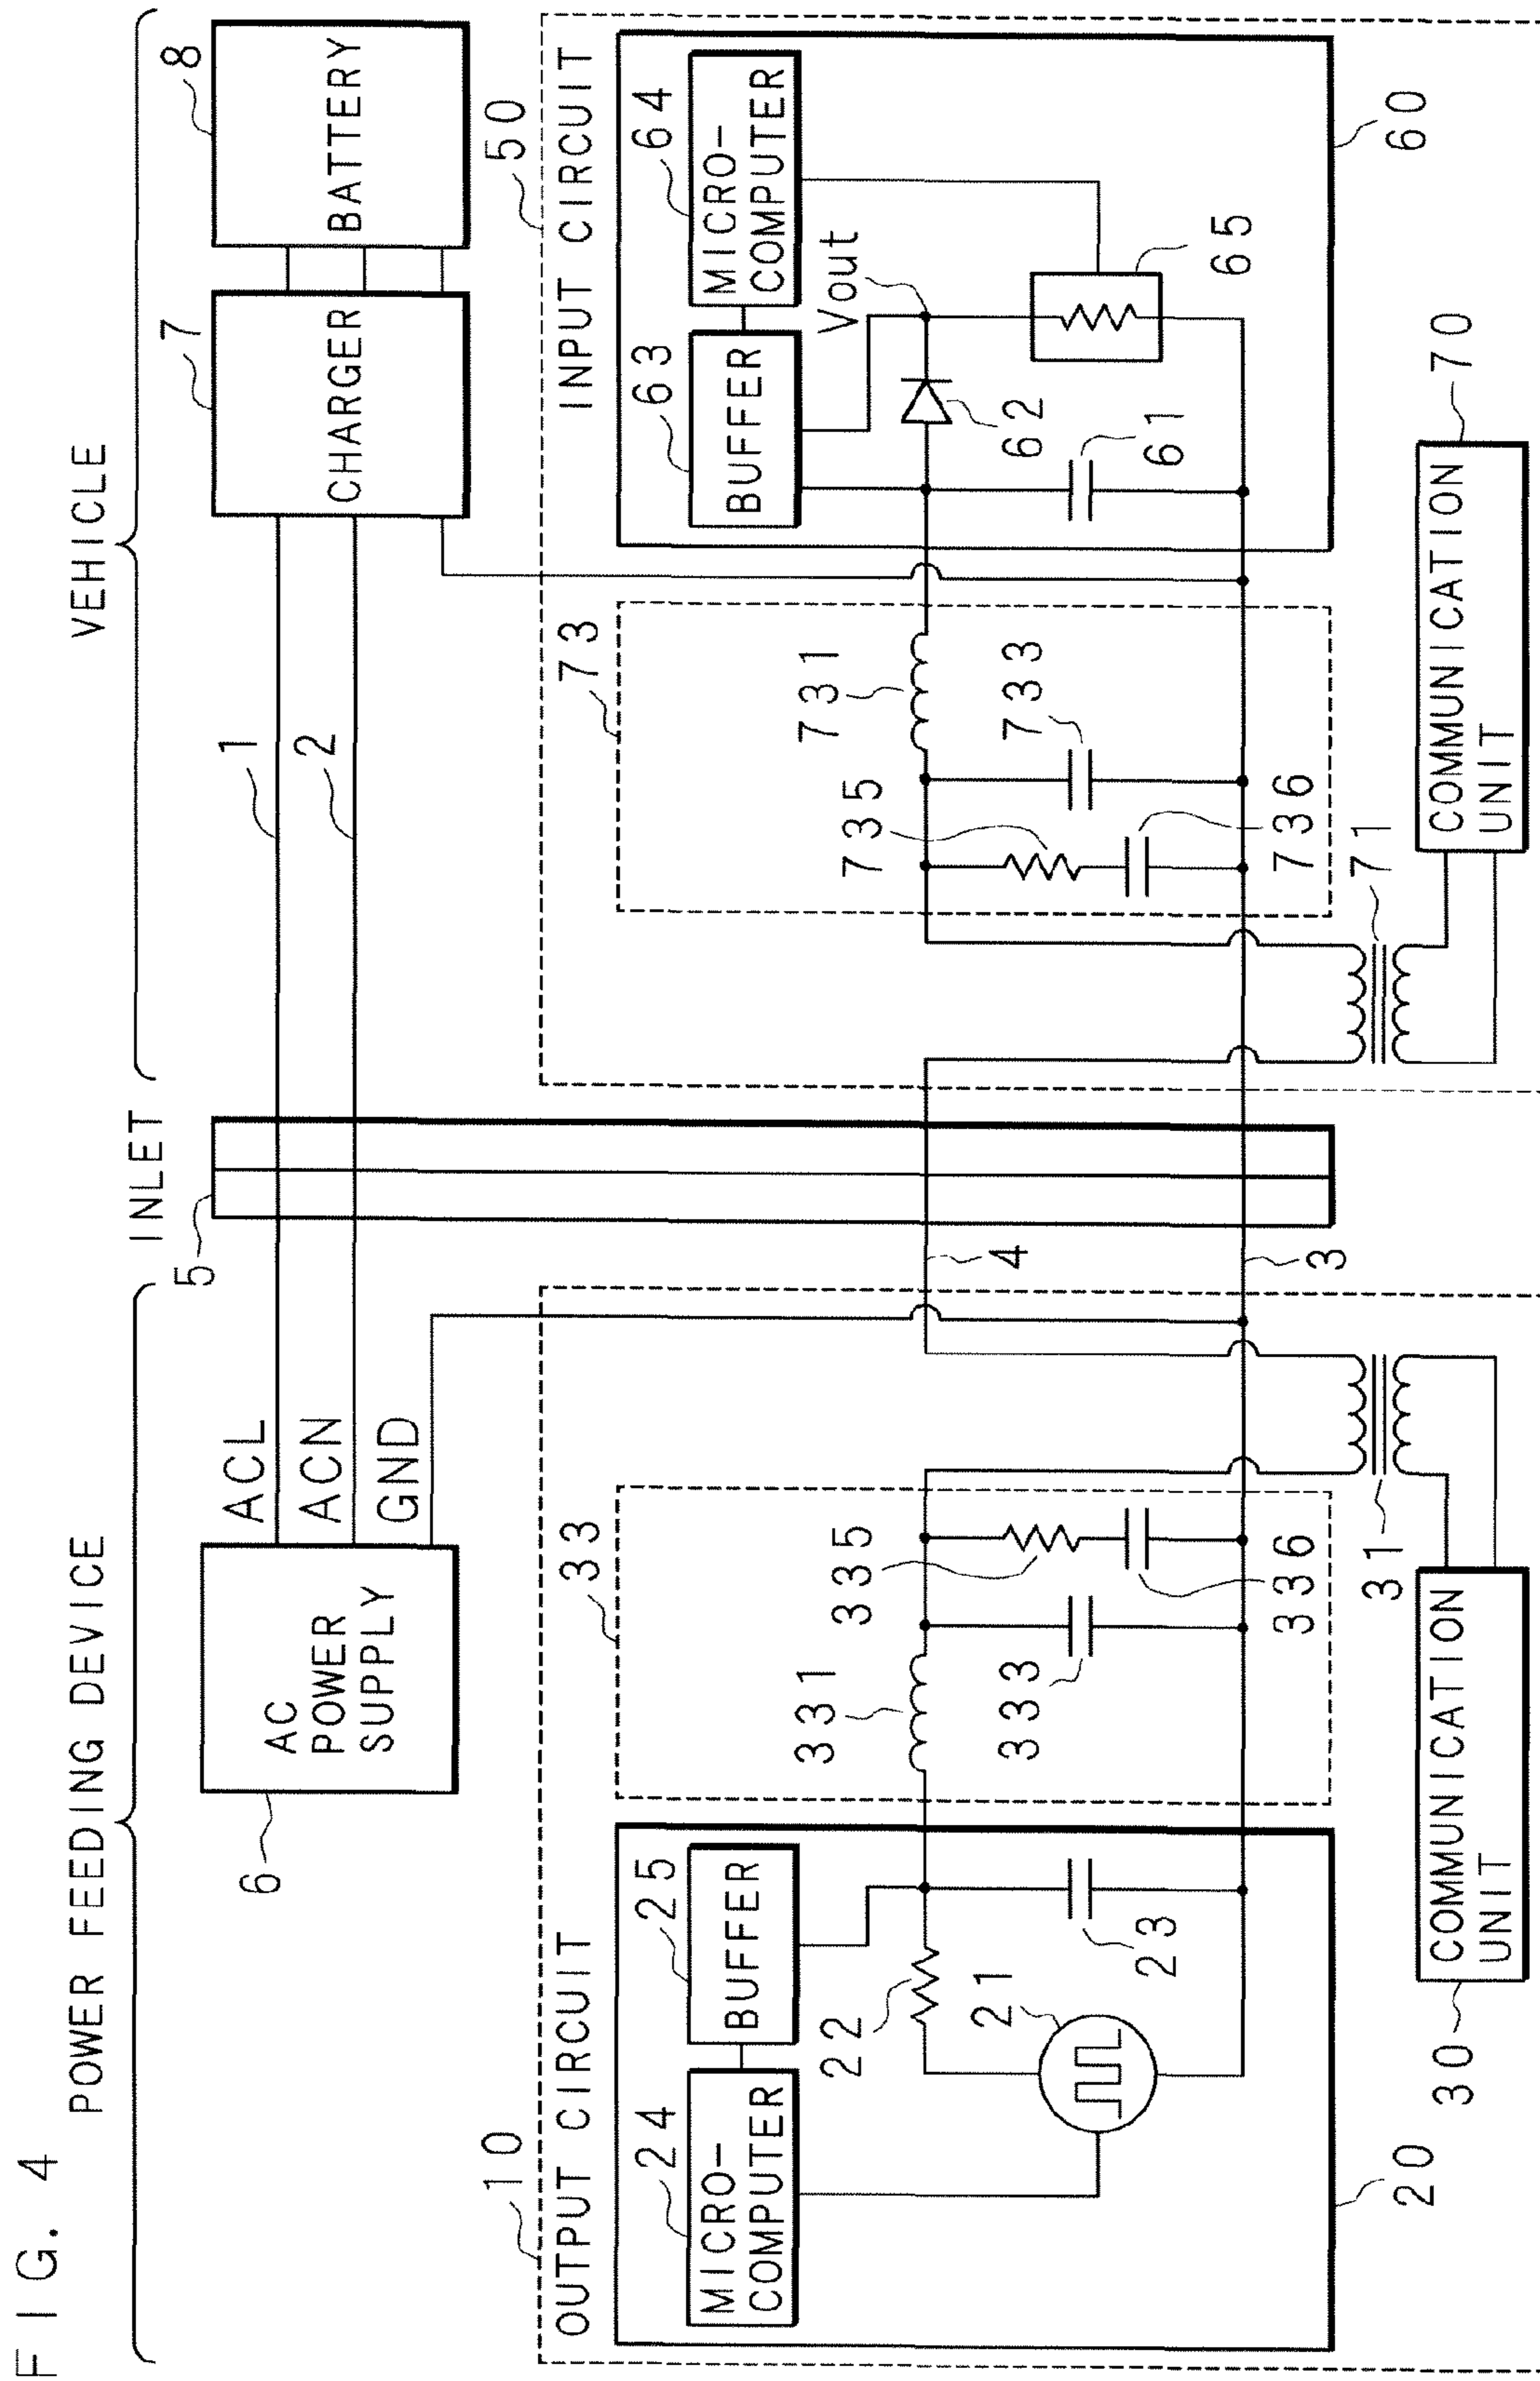 FIG. 4
POWER FEEDING DEVICE
INLET
VEHICLE
6
AC
POWER
SUPPLY
ACL
ACN
GND
5
1
2
7
CHARGER
8
BATTERY
10
OUTPUT CIRCUIT
24
MICRO-
COMPUTER
25
BUFFER
22
21
23
20
33
331
333
335
336
31
30
COMMUNICATION
UNIT
4
3
50
INPUT CIRCUIT
73
731
733
735
736
71
70
COMMUNICATION
UNIT
63
BUFFER
64
MICRO-
COMPUTER
Vout
62
61
65
60